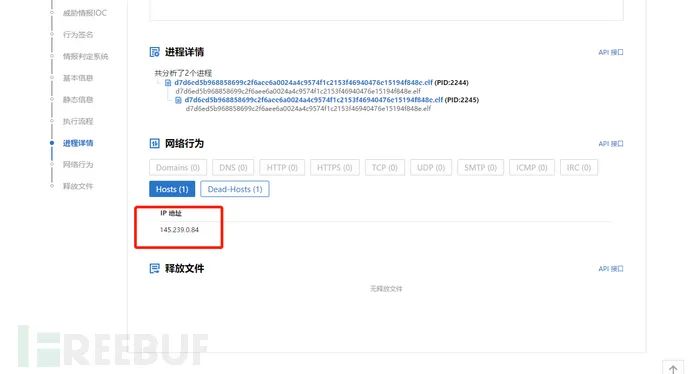 威胁情报IOC
行为签名
情报判定系统
基本信息
静态信息
执行流程
进程详情
网络行为
释放文件
进程详情
API 接口
共分析了2个进程
d7d6ed5b968858699c2f6aee6a0024a4c9574f1c2153f46940476e15194f848e.elf (PID:2244)
d7d6ed5b968858699c2f6aee6a0024a4c9574f1c2153f46940476e15194f848e.elf
d7d6ed5b968858699c2f6aee6a0024a4c9574f1c2153f46940476e15194f848e.elf (PID:2245)
d7d6ed5b968858699c2f6aee6a0024a4c9574f1c2153f46940476e15194f848e.elf
网络行为
API 接口
Domains (0) DNS (0) HTTP (0) HTTPS (0) TCP (0) UDP (0) SMTP (0) ICMP (0) IRC (0)
Hosts (1) Dead-Hosts (1)
IP 地址
145.239.0.84
释放文件
API 接口
无释放文件
FREEBUF